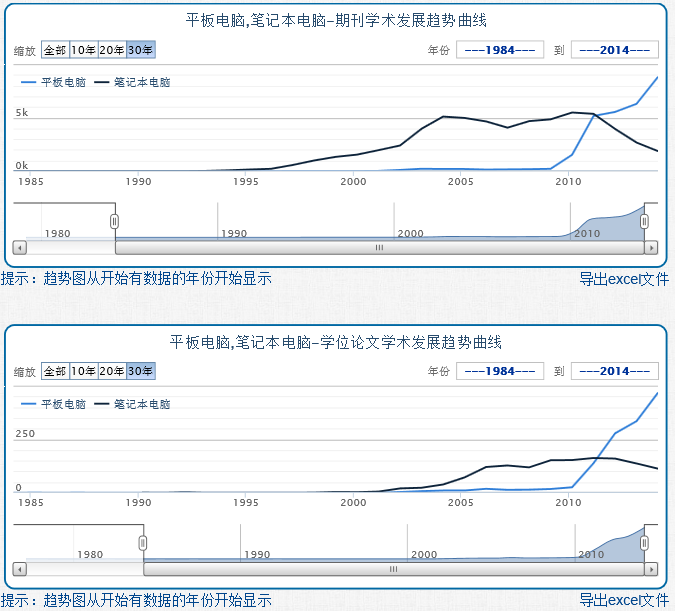 平板电脑,笔记本电脑–期刊学术发展趋势曲线
缩放 全部 10年 20年 30年 年份 ---1984--- 到 ---2014---
平板电脑 笔记本电脑
5k
0k
1985 1990 1995 2000 2005 2010
1980 1990 2000 2010
提示：趋势图从开始有数据的年份开始显示 导出excel文件
平板电脑,笔记本电脑–学位论文学术发展趋势曲线
缩放 全部 10年 20年 30年 年份 ---1984--- 到 ---2014---
平板电脑 笔记本电脑
250
0
1985 1990 1995 2000 2005 2010
1980 1990 2000 2010
提示：趋势图从开始有数据的年份开始显示 导出excel文件